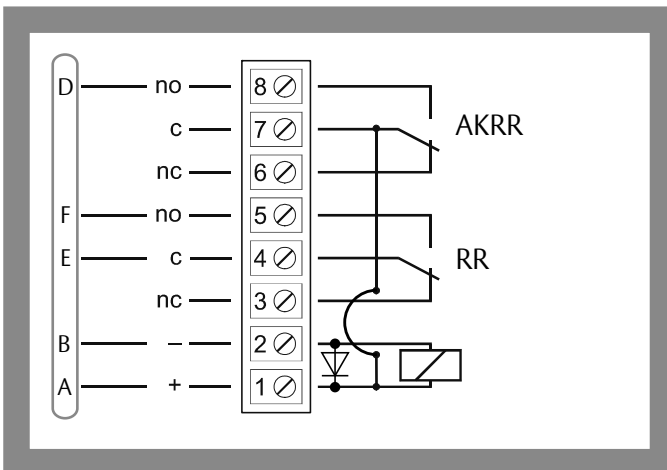 D no 8
c 7 AKRR
nc 6
F no 5
E c 4 RR
nc 3
B – 2
A + 1